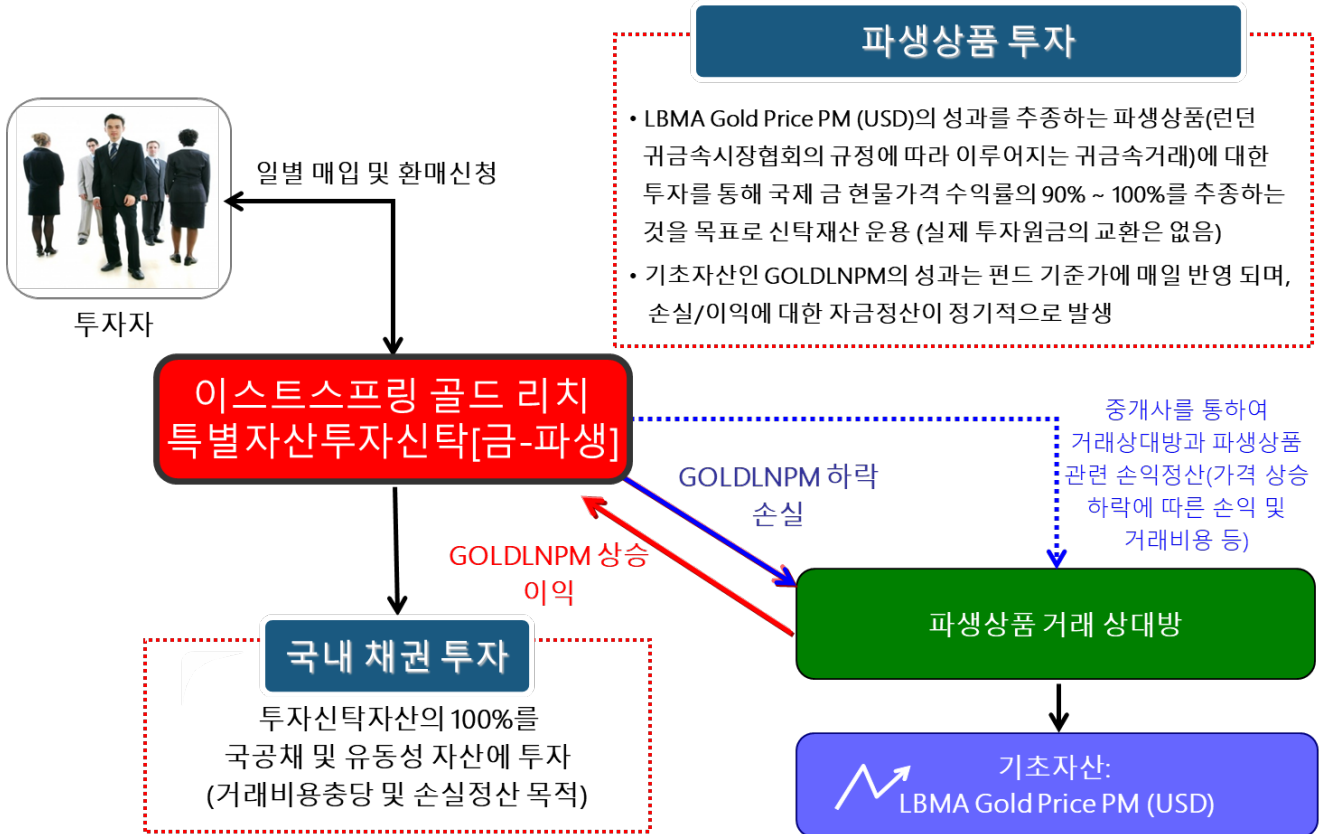 파생상품 투자
• LBMA Gold Price PM (USD)의 성과를 추종하는 파생상품(런던
귀금속시장협회의 규정에 따라 이루어지는 귀금속거래)에 대한
투자를 통해 국제 금 현물가격 수익률의 90% ~ 100%를 추종하는
것을 목표로 신탁재산 운용 (실제 투자원금의 교환은 없음)
• 기초자산인 GOLDLNPM의 성과는 펀드 기준가에 매일 반영 되며,
손실/이익에 대한 자금정산이 정기적으로 발생
일별 매입 및 환매신청
투자자
이스트스프링 골드 리치
특별자산투자신탁[금-파생]
중개사를 통하여
거래상대방과 파생상품
관련 손익정산(가격 상승
하락에 따른 손익 및
거래비용 등)
GOLDLNPM 하락
손실
GOLDLNPM 상승
이익
파생상품 거래 상대방
국내 채권 투자
투자신탁자산의 100%를
국공채 및 유동성 자산에 투자
(거래비용충당 및 손실정산 목적)
기초자산:
LBMA Gold Price PM (USD)